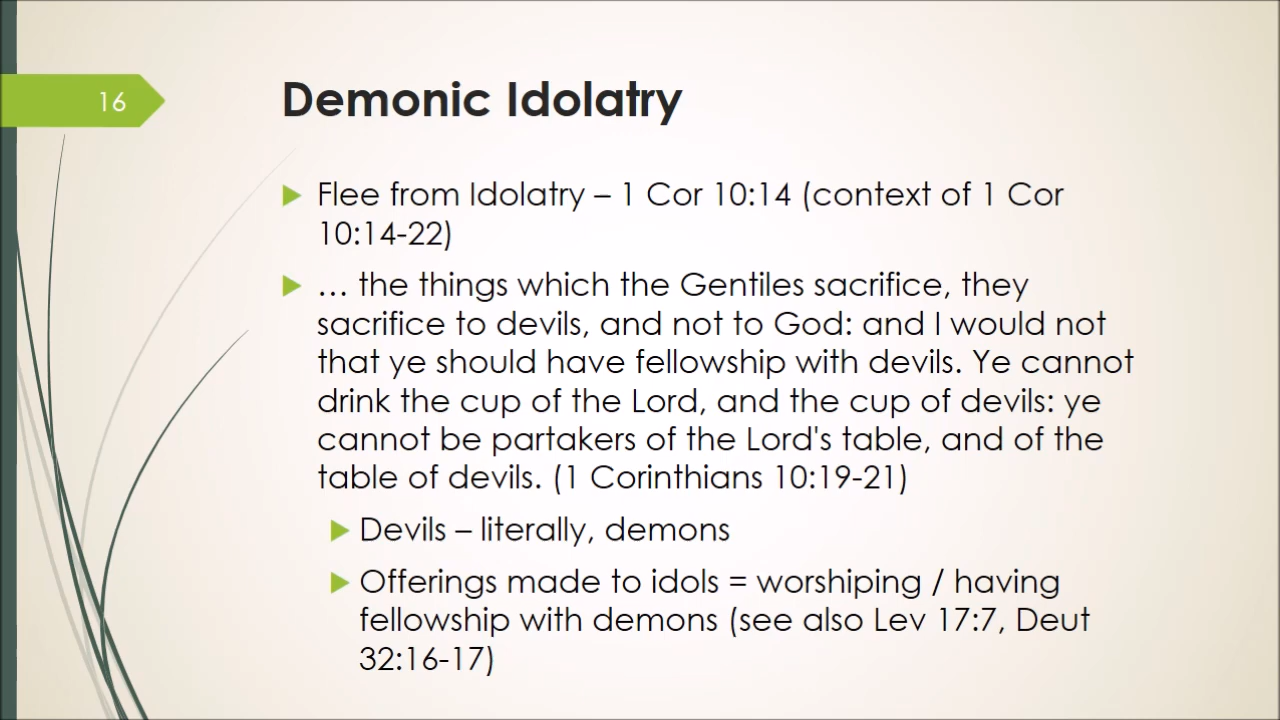 16
Demonic Idolatry
Flee from Idolatry – 1 Cor 10:14 (context of 1 Cor
10:14-22)
… the things which the Gentiles sacrifice, they
sacrifice to devils, and not to God: and I would not
that ye should have fellowship with devils. Ye cannot
drink the cup of the Lord, and the cup of devils: ye
cannot be partakers of the Lord's table, and of the
table of devils. (1 Corinthians 10:19-21)
Devils – literally, demons
Offerings made to idols = worshiping / having
fellowship with demons (see also Lev 17:7, Deut
32:16-17)